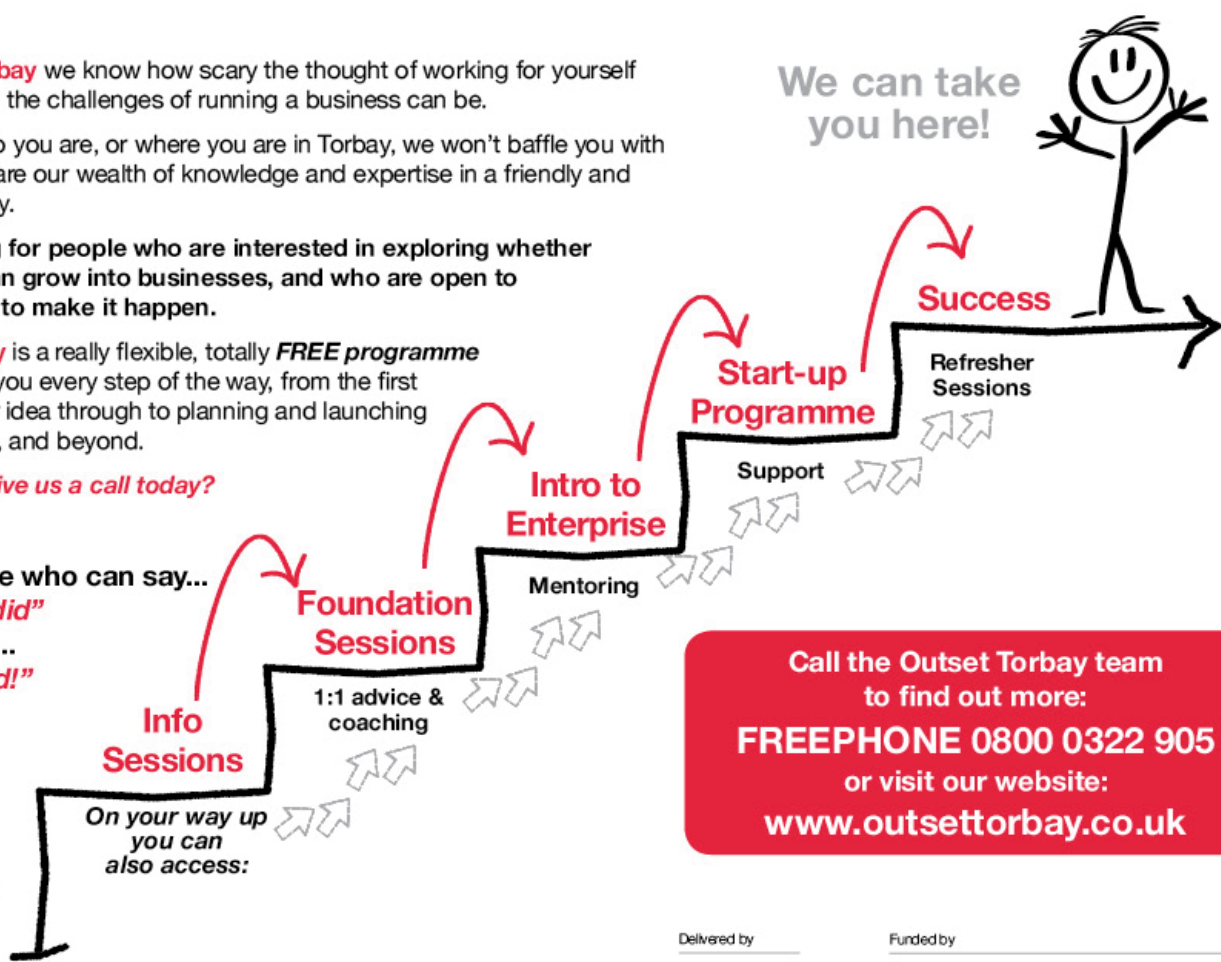 bay we know how scary the thought of working for yourself
the challenges of running a business can be.
you are, or where you are in Torbay, we won't baffle you with
are our wealth of knowledge and expertise in a friendly and
y.
for people who are interested in exploring whether
n grow into businesses, and who are open to
to make it happen.
y is a really flexible, totally FREE programme
you every step of the way, from the first
idea through to planning and launching
, and beyond.
ive us a call today?
e who can say...
did"
...
d!"
We can take
you here!
Success
Refresher
Sessions
Start-up
Programme
Support
Intro to
Enterprise
Mentoring
Foundation
Sessions
1:1 advice &
coaching
Info
Sessions
On your way up
you can
also access:
Call the Outset Torbay team
to find out more:
FREEPHONE 0800 0322 905
or visit our website:
www.outsettorbay.co.uk
Delivered by
Funded by